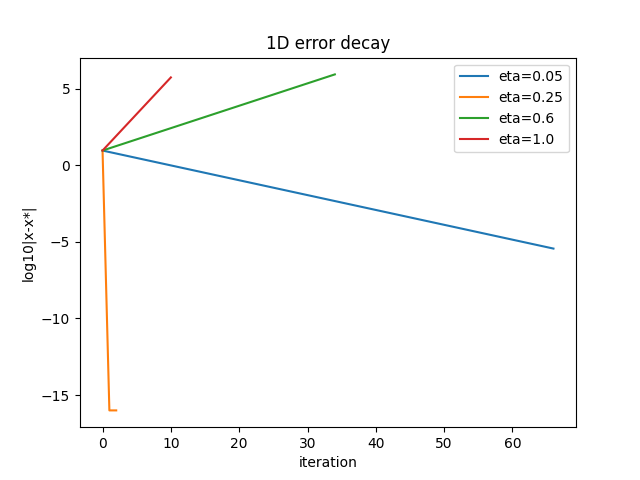 1D error decay
eta=0.05
eta=0.25
eta=0.6
eta=1.0
5
0
−5
−10
−15
log10|x-x*|
0 10 20 30 40 50 60
iteration